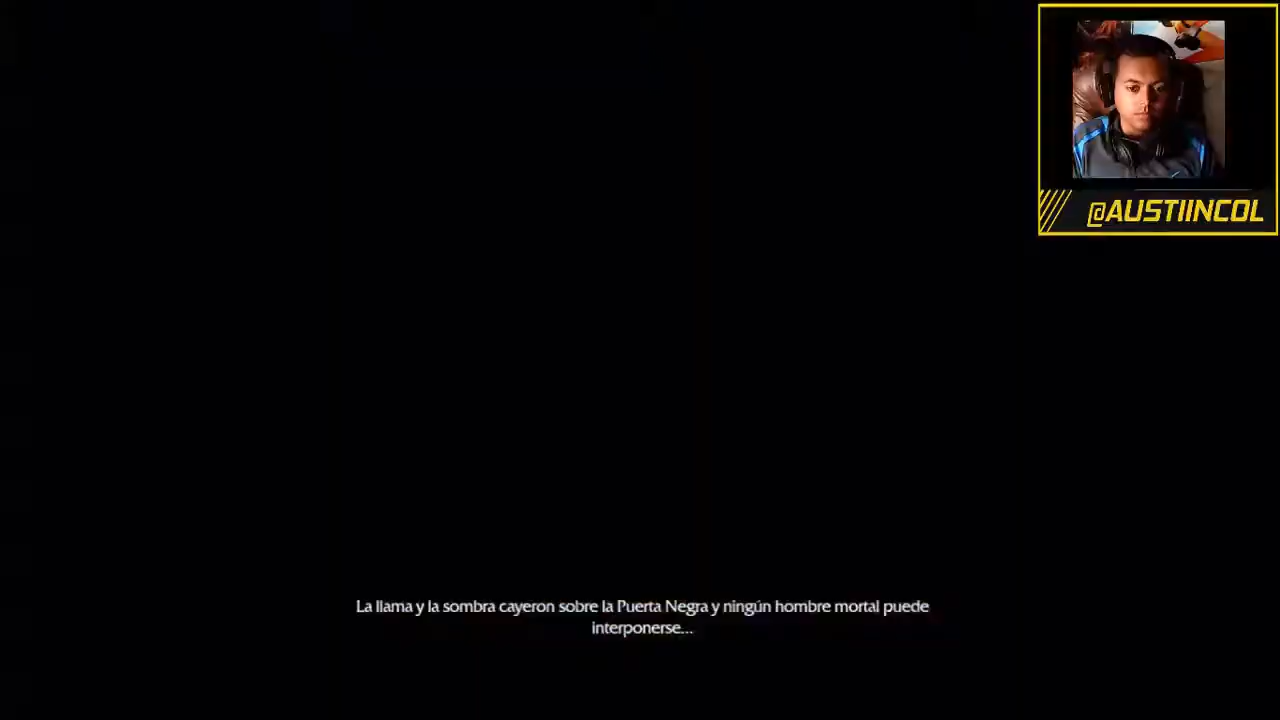 @AUSTIINCOL
La llama y la sombra cayeron sobre la Puerta Negra y ningún hombre mortal puede
interponerse...